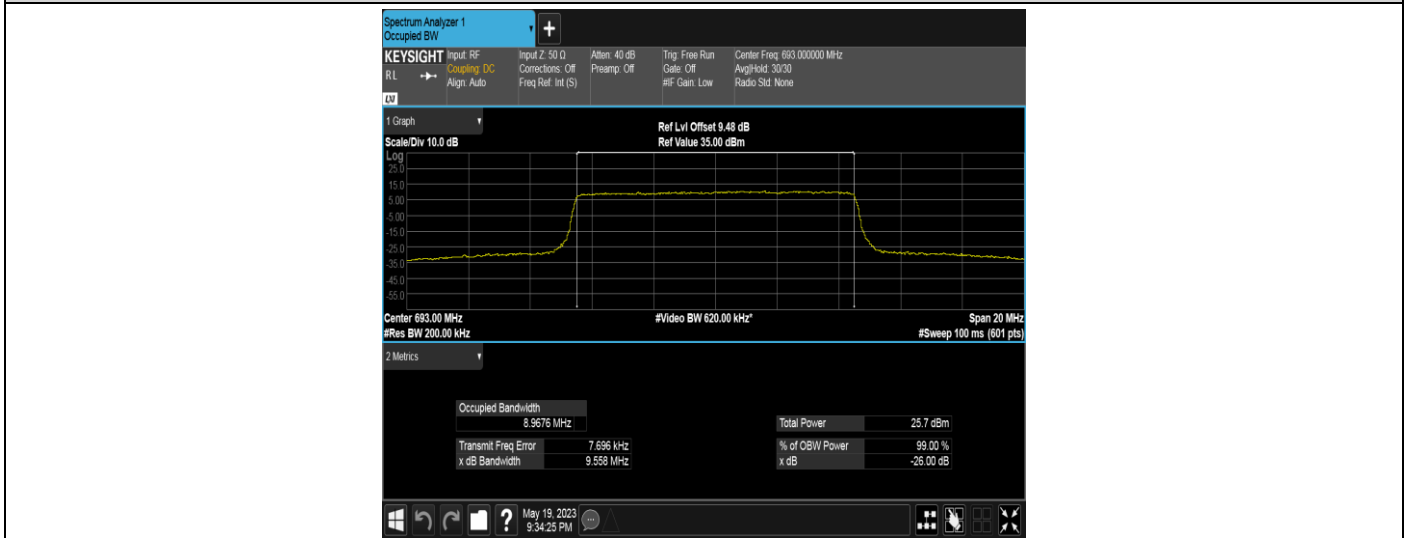 Spectrum Analyzer 1
Occupied BW
+
KEYSIGHT
RL
LXI
Input: RF
Coupling: DC
Align: Auto
Input Z: 50 Ω
Corrections: Off
Freq Ref: Int (S)
Atten: 40 dB
Preamp: Off
Trig: Free Run
Gate: Off
#IF Gain: Low
Center Freq: 693.000000 MHz
Avg|Hold: 30/30
Radio Std: None
1 Graph
Scale/Div 10.0 dB
Ref Lvl Offset 9.48 dB
Ref Value 35.00 dBm
Log
25.0
15.0
5.00
-5.00
-15.0
-25.0
-35.0
-45.0
-55.0
Center 693.00 MHz
#Video BW 620.00 kHz*
Span 20 MHz
#Res BW 200.00 kHz
#Sweep 100 ms (601 pts)
2 Metrics
Occupied Bandwidth
8.9676 MHz
Total Power 25.7 dBm
Transmit Freq Error 7.696 kHz
% of OBW Power 99.00 %
x dB Bandwidth 9.558 MHz
x dB -26.00 dB
?
May 19, 2023
9:34:25 PM